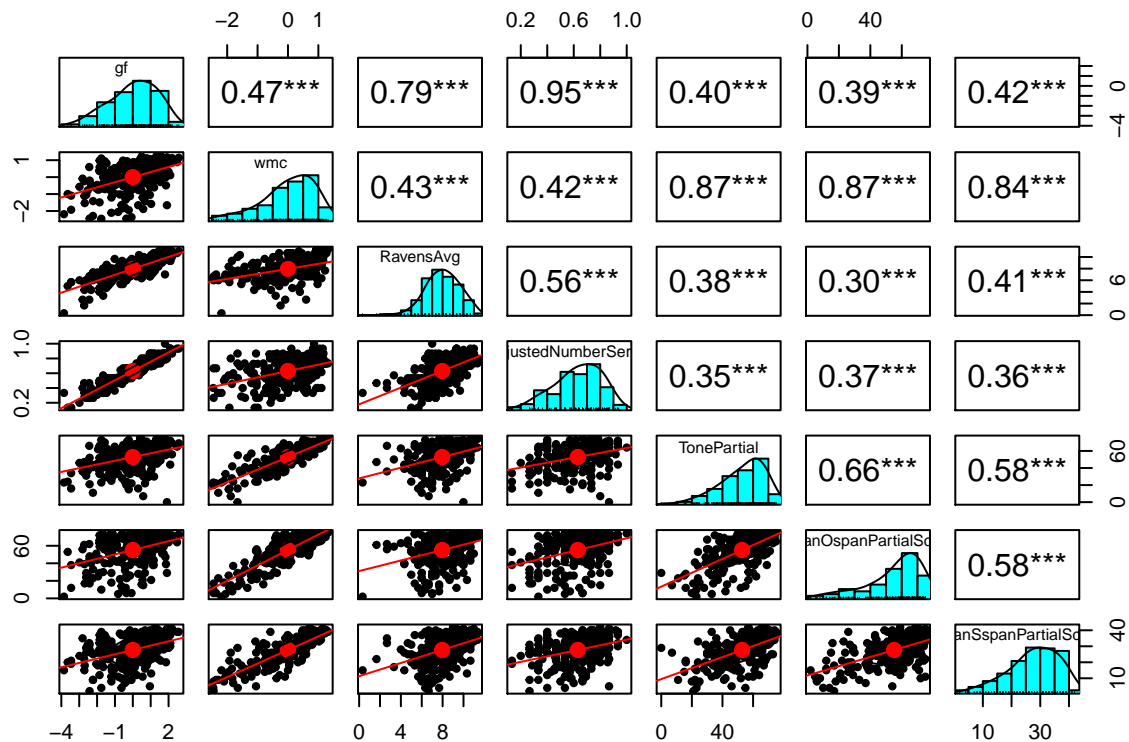 −2 0 1 0.2 0.6 1.0 0 40
gf 0.47*** 0.79*** 0.95*** 0.40*** 0.39*** 0.42*** −4 0
−2 1 wmc 0.43*** 0.42*** 0.87*** 0.87*** 0.84***
RavensAvg 0.56*** 0.38*** 0.30*** 0.41*** 0 6
0.2 1.0 justedNumberSer 0.35*** 0.37*** 0.36***
TonePartial 0.66*** 0.58*** 0 60
0 60 anOspanPartialSc 0.58***
anSspanPartialSc 10 40
−4 −1 2 0 4 8 0 40 10 30